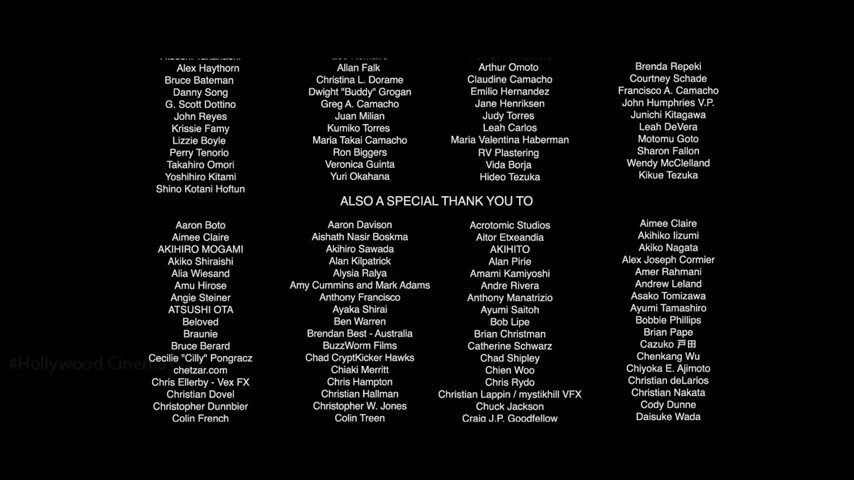 Alex Haythorn Allan Falk Arthur Omoto Brenda Repeki
Bruce Bateman Christina L. Dorame Claudine Camacho Courtney Schade
Danny Song Dwight "Buddy" Grogan Emilio Hernandez Francisco A. Camacho
G. Scott Dottino Greg A. Camacho Jane Henriksen John Humphries V.P.
John Reyes Juan Milian Judy Torres Junichi Kitagawa
Krissie Famy Kumiko Torres Leah Carlos Leah DeVera
Lizzie Boyle Maria Takai Camacho Maria Valentina Haberman Motomu Goto
Perry Tenorio Ron Biggers RV Plastering Sharon Fallon
Takahiro Omori Veronica Guinta Vida Borja Wendy McClelland
Yoshihiro Kitami Yuri Okahana Hideo Tezuka Kikue Tezuka
Shino Kotani Hoftun
ALSO A SPECIAL THANK YOU TO
Aaron Boto Aaron Davison Acrotomic Studios Aimee Claire
Aimee Claire Aishath Nasir Boskma Aitor Etxeandia Akihiko Iizumi
AKIHIRO MOGAMI Akihiro Sawada AKIHITO Akiko Nagata
Akiko Shiraishi Alan Kilpatrick Alan Pirie Alex Joseph Cormier
Alia Wiesand Alysia Ralya Amami Kamiyoshi Amer Rahmani
Amu Hirose Amy Cummins and Mark Adams Andre Rivera Andrew Leland
Angie Steiner Anthony Francisco Anthony Manatrizio Asako Tomizawa
ATSUSHI OTA Ayaka Shirai Ayumi Saitoh Ayumi Tamashiro
Beloved Ben Warren Bob Lipe Bobbie Phillips
Braunie Brendan Best - Australia Brian Christman Brian Pape
Bruce Berard BuzzWorm Films Catherine Schwarz Cazuko 戸田
Cecilie "Cilly" Pongracz Chad CryptKicker Hawks Chad Shipley Chenkang Wu
chetzar.com Chiaki Merritt Chien Woo Chiyoka E. Ajimoto
Chris Ellerby - Vex FX Chris Hampton Chris Rydo Christian deLarios
Christian Dovel Christian Hallman Christian Lappin / mystikhill VFX Christian Nakata
Christopher Dunnbier Christopher W. Jones Chuck Jackson Cody Dunne
Colin French Colin Treen Craig J.P. Goodfellow Daisuke Wada
#Hollywood Cinema